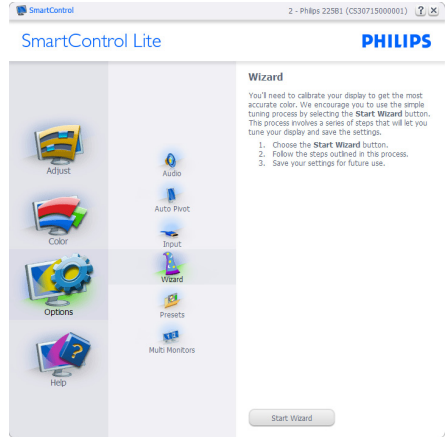 SmartControl
2 - Philips 225B1 (CS30715000001)
SmartControl Lite
PHILIPS
Adjust
Color
Options
Help
Audio
Auto Pivot
Input
Wizard
Presets
Multi Monitors
Wizard
You'll need to calibrate your display to get the most
accurate color. We encourage you to use the simple
tuning process by selecting the Start Wizard button.
This process involves a series of steps that will let you
tune your display and save the settings.
1. Choose the Start Wizard button.
2. Follow the steps outlined in this process.
3. Save your settings for future use.
Start Wizard